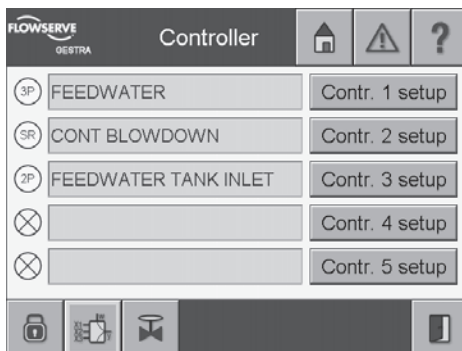 FLOWSERVE
GESTRA
Controller
?
3P FEEDWATER Contr. 1 setup
SR CONT BLOWDOWN Contr. 2 setup
2P FEEDWATER TANK INLET Contr. 3 setup
Contr. 4 setup
Contr. 5 setup